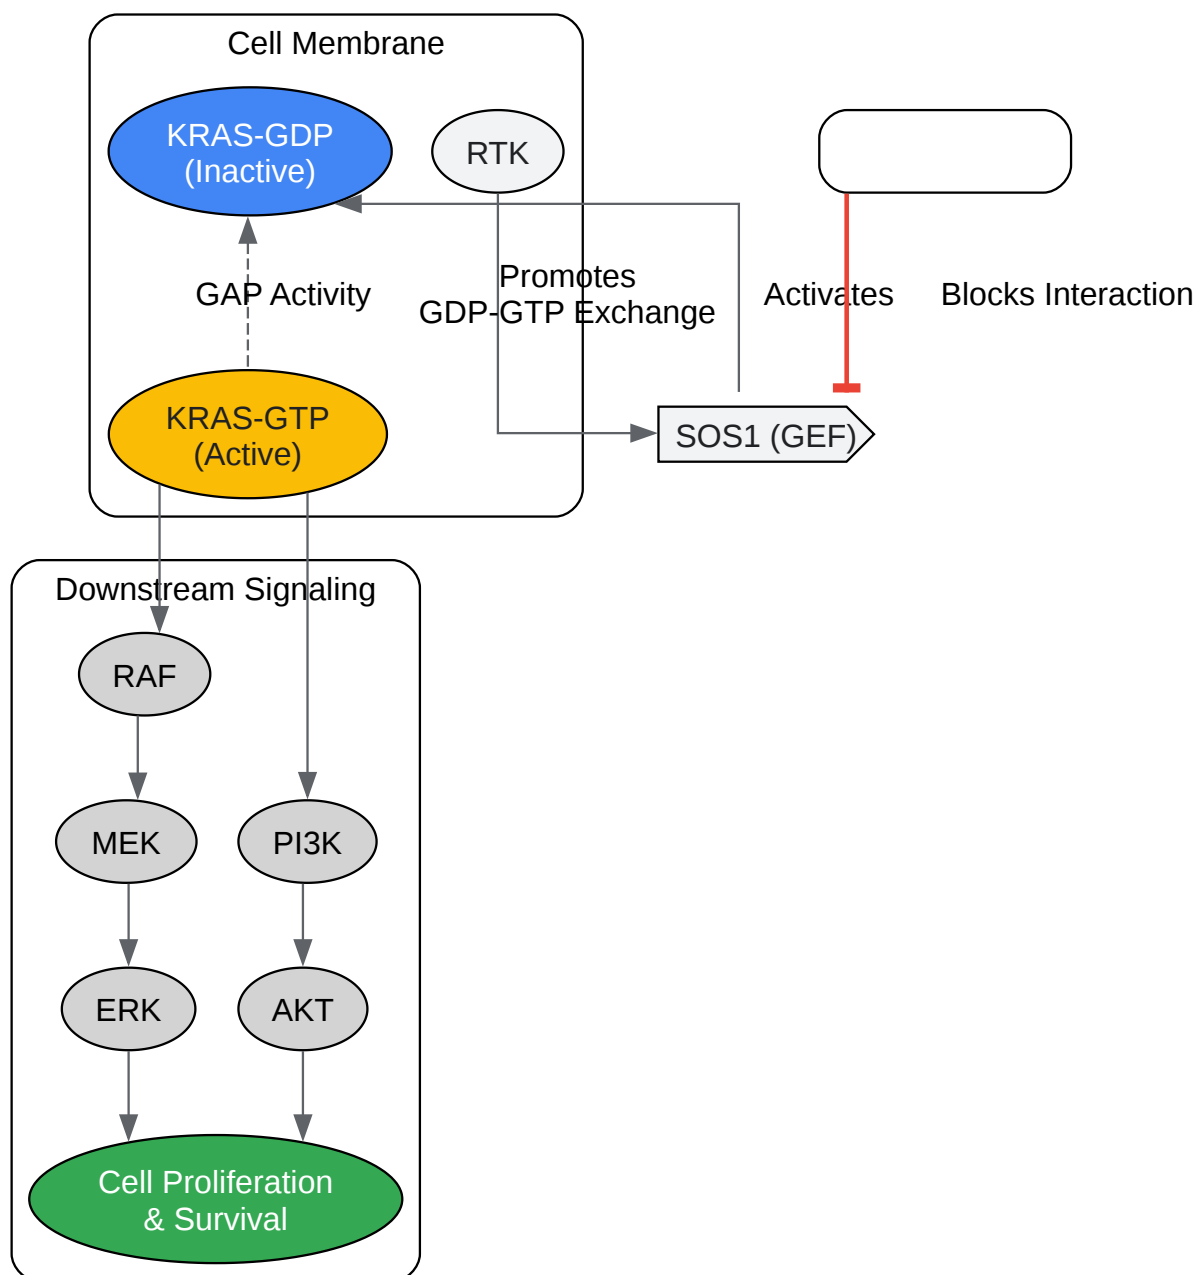 Cell Membrane
KRAS-GDP
(Inactive)
RTK
GAP Activity
Promotes
GDP-GTP Exchange
Activates
Blocks Interaction
KRAS-GTP
(Active)
SOS1 (GEF)
Downstream Signaling
RAF
MEK
PI3K
ERK
AKT
Cell Proliferation
& Survival